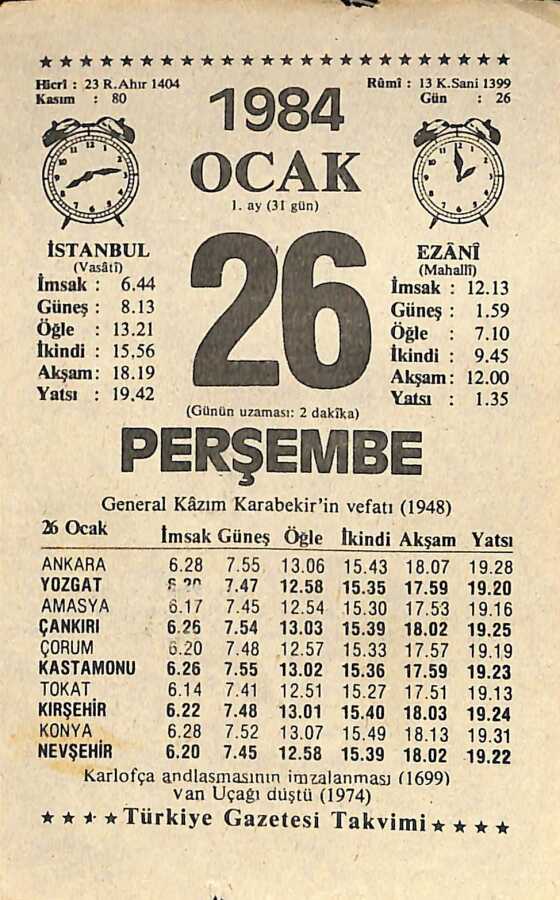 Hicrî : 23 R.Ahır 1404
Kasım : 80
Rûmî : 13 K.Sani 1399
Gün : 26
1984
OCAK
1. ay (31 gün)
İSTANBUL
(Vasâtî)
İmsak : 6.44
Güneş : 8.13
Öğle : 13.21
İkindi : 15.56
Akşam : 18.19
Yatsı : 19.42
26
EZÂNÎ
(Mahallî)
İmsak : 12.13
Güneş : 1.59
Öğle : 7.10
İkindi : 9.45
Akşam : 12.00
Yatsı : 1.35
(Günün uzaması: 2 dakîka)
PERŞEMBE
General Kâzım Karabekir'in vefatı (1948)
26 Ocak İmsak Güneş Öğle İkindi Akşam Yatsı
ANKARA 6.28 7.55 13.06 15.43 18.07 19.28
YOZGAT 7.47 12.58 15.35 17.59 19.20
AMASYA 6.17 7.45 12.54 15.30 17.53 19.16
ÇANKIRI 6.26 7.54 13.03 15.39 18.02 19.25
ÇORUM 6.20 7.48 12.57 15.33 17.57 19.19
KASTAMONU 6.26 7.55 13.02 15.36 17.59 19.23
TOKAT 6.14 7.41 12.51 15.27 17.51 19.13
KIRŞEHİR 6.22 7.48 13.01 15.40 18.03 19.24
KONYA 6.28 7.52 13.07 15.49 18.13 19.31
NEVŞEHİR 6.20 7.45 12.58 15.39 18.02 19.22
Karlofça andlaşmasının imzalanması (1699)
Van Uçağı düştü (1974)
Türkiye Gazetesi Takvimi